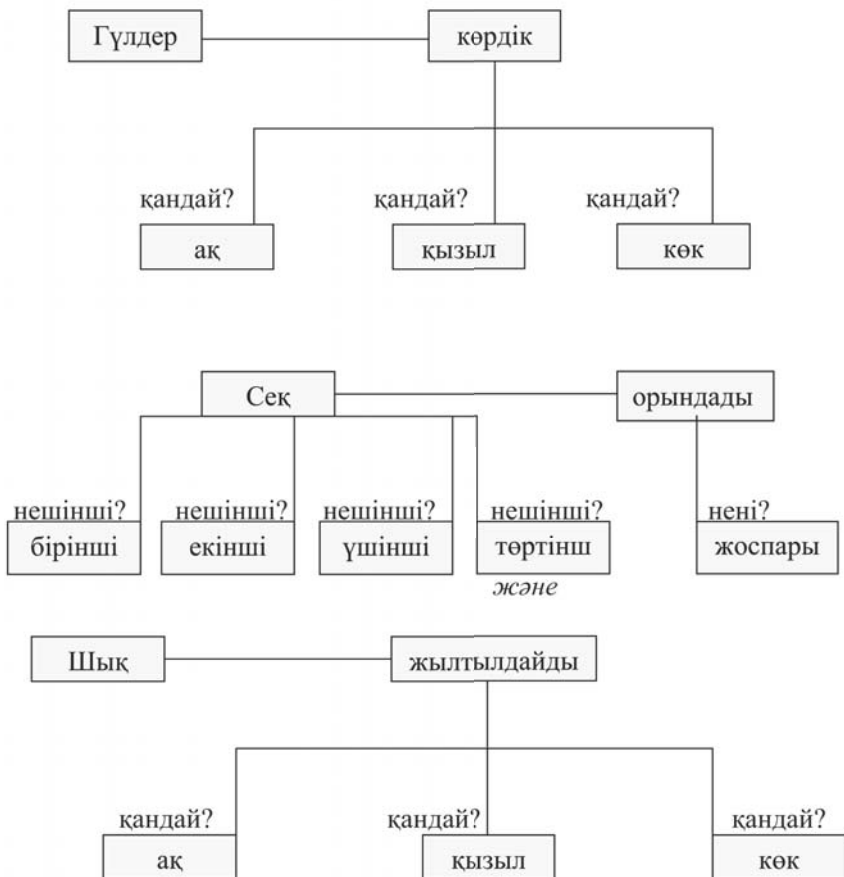 Гүлдер көрдік
қандай? қандай? қандай?
ақ қызыл көк
Сеқ орындады
нешінші? нешінші? нешінші? нешінші? нені?
бірінші екінші үшінші төртінш жоспары
және
Шық жылтылдайды
қандай? қандай? қандай?
ақ қызыл көк